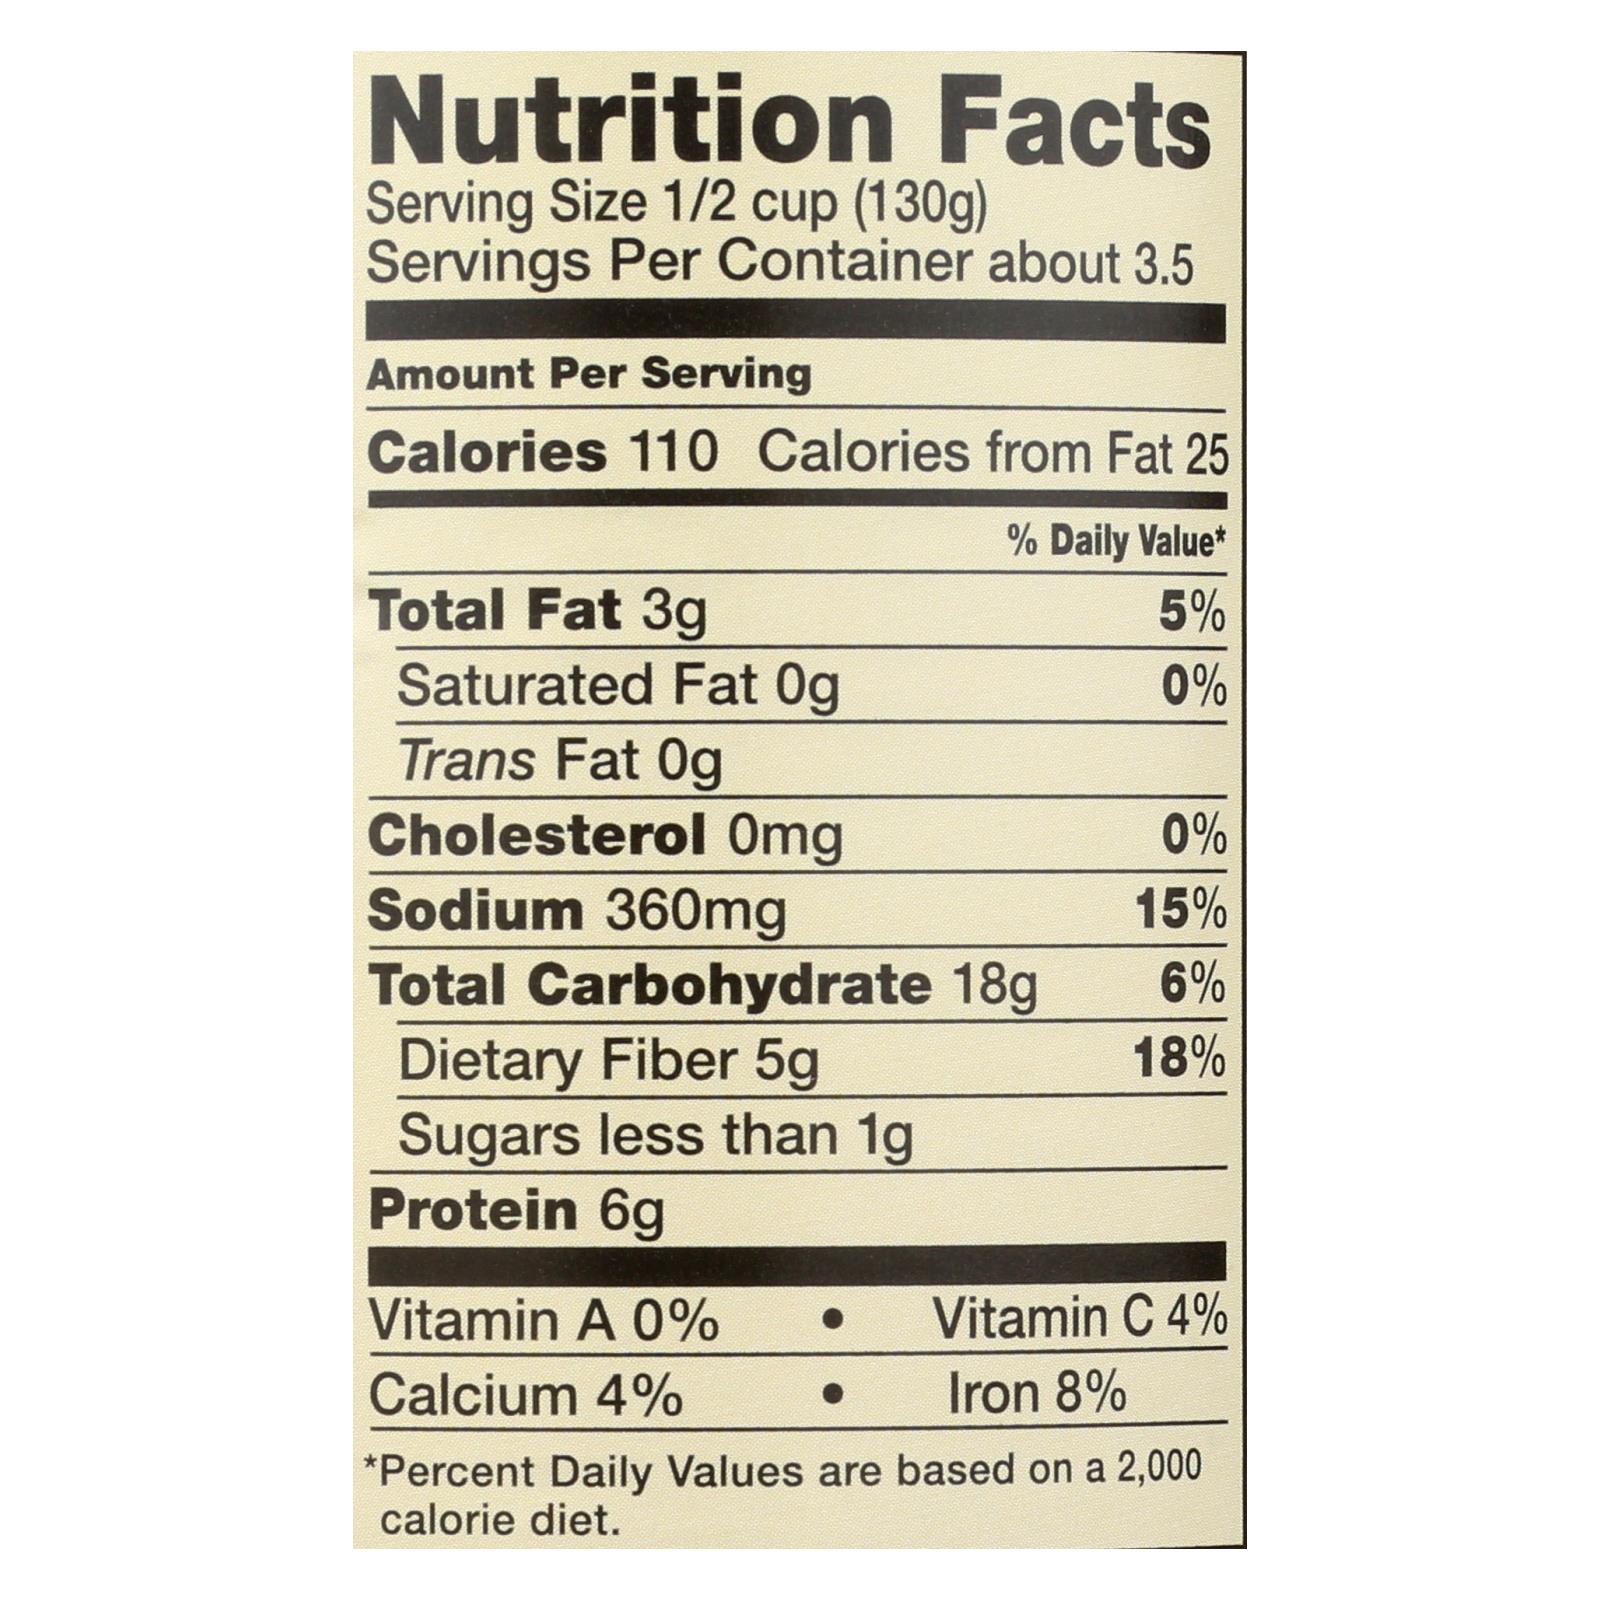 Nutrition Facts
Serving Size 1/2 cup (130g)
Servings Per Container about 3.5
Amount Per Serving
Calories 110 Calories from Fat 25
% Daily Value*
Total Fat 3g 5%
Saturated Fat 0g 0%
Trans Fat 0g
Cholesterol 0mg 0%
Sodium 360mg 15%
Total Carbohydrate 18g 6%
Dietary Fiber 5g 18%
Sugars less than 1g
Protein 6g
Vitamin A 0% • Vitamin C 4%
Calcium 4% • Iron 8%
*Percent Daily Values are based on a 2,000
calorie diet.